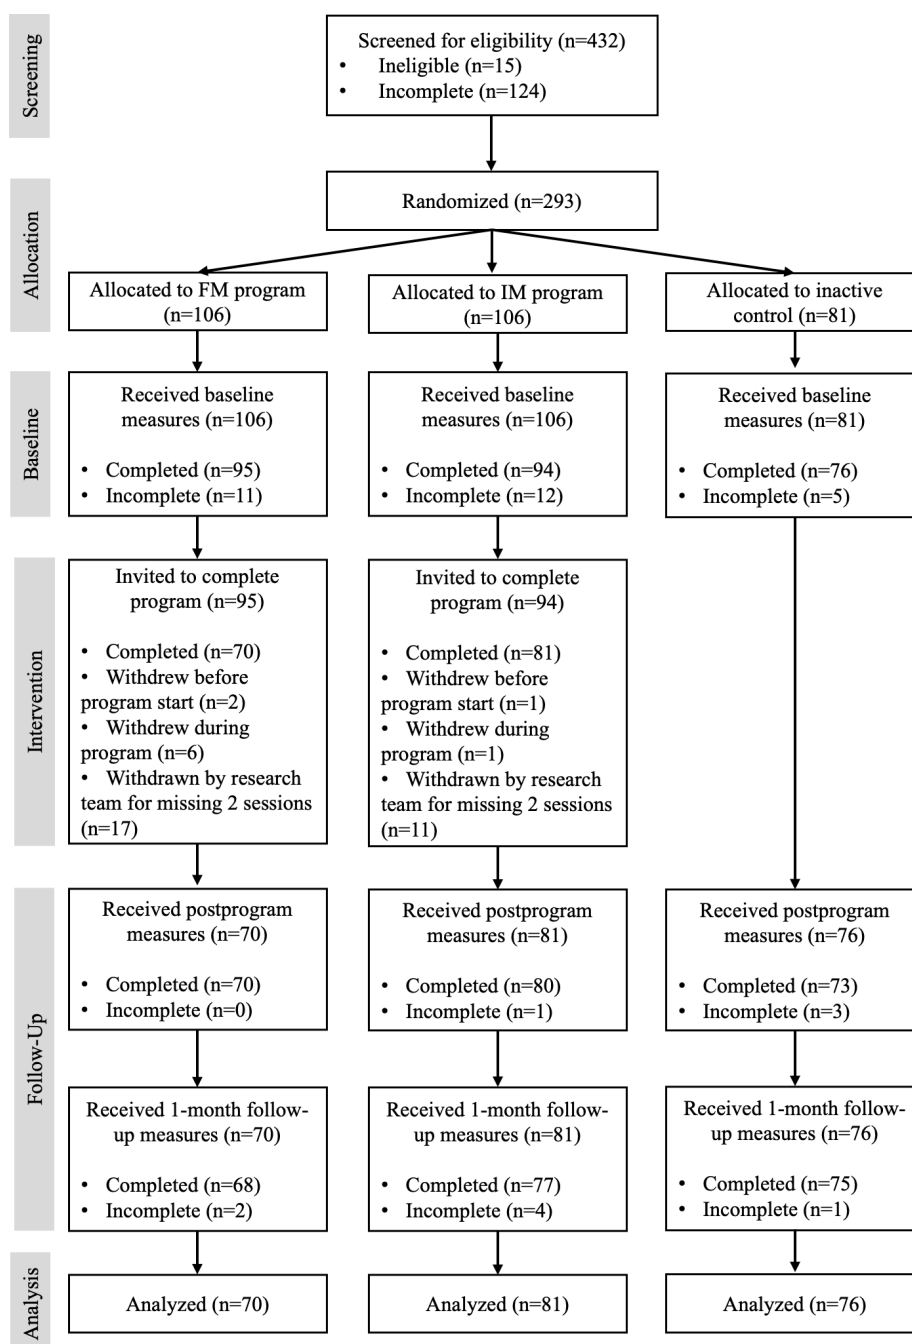 Screening
Screened for eligibility (n=432)
• Ineligible (n=15)
• Incomplete (n=124)
Allocation
Randomized (n=293)
Allocated to FM program
(n=106)
Allocated to IM program
(n=106)
Allocated to inactive
control (n=81)
Baseline
Received baseline
measures (n=106)
• Completed (n=95)
• Incomplete (n=11)
Received baseline
measures (n=106)
• Completed (n=94)
• Incomplete (n=12)
Received baseline
measures (n=81)
• Completed (n=76)
• Incomplete (n=5)
Intervention
Invited to complete
program (n=95)
• Completed (n=70)
• Withdrew before
program start (n=2)
• Withdrew during
program (n=6)
• Withdrawn by research
team for missing 2 sessions
(n=17)
Invited to complete
program (n=94)
• Completed (n=81)
• Withdrew before
program start (n=1)
• Withdrew during
program (n=1)
• Withdrawn by research
team for missing 2 sessions
(n=11)
Follow-Up
Received postprogram
measures (n=70)
• Completed (n=70)
• Incomplete (n=0)
Received postprogram
measures (n=81)
• Completed (n=80)
• Incomplete (n=1)
Received postprogram
measures (n=76)
• Completed (n=73)
• Incomplete (n=3)
Received 1-month follow-
up measures (n=70)
• Completed (n=68)
• Incomplete (n=2)
Received 1-month follow-
up measures (n=81)
• Completed (n=77)
• Incomplete (n=4)
Received 1-month follow-
up measures (n=76)
• Completed (n=75)
• Incomplete (n=1)
Analysis
Analyzed (n=70)
Analyzed (n=81)
Analyzed (n=76)